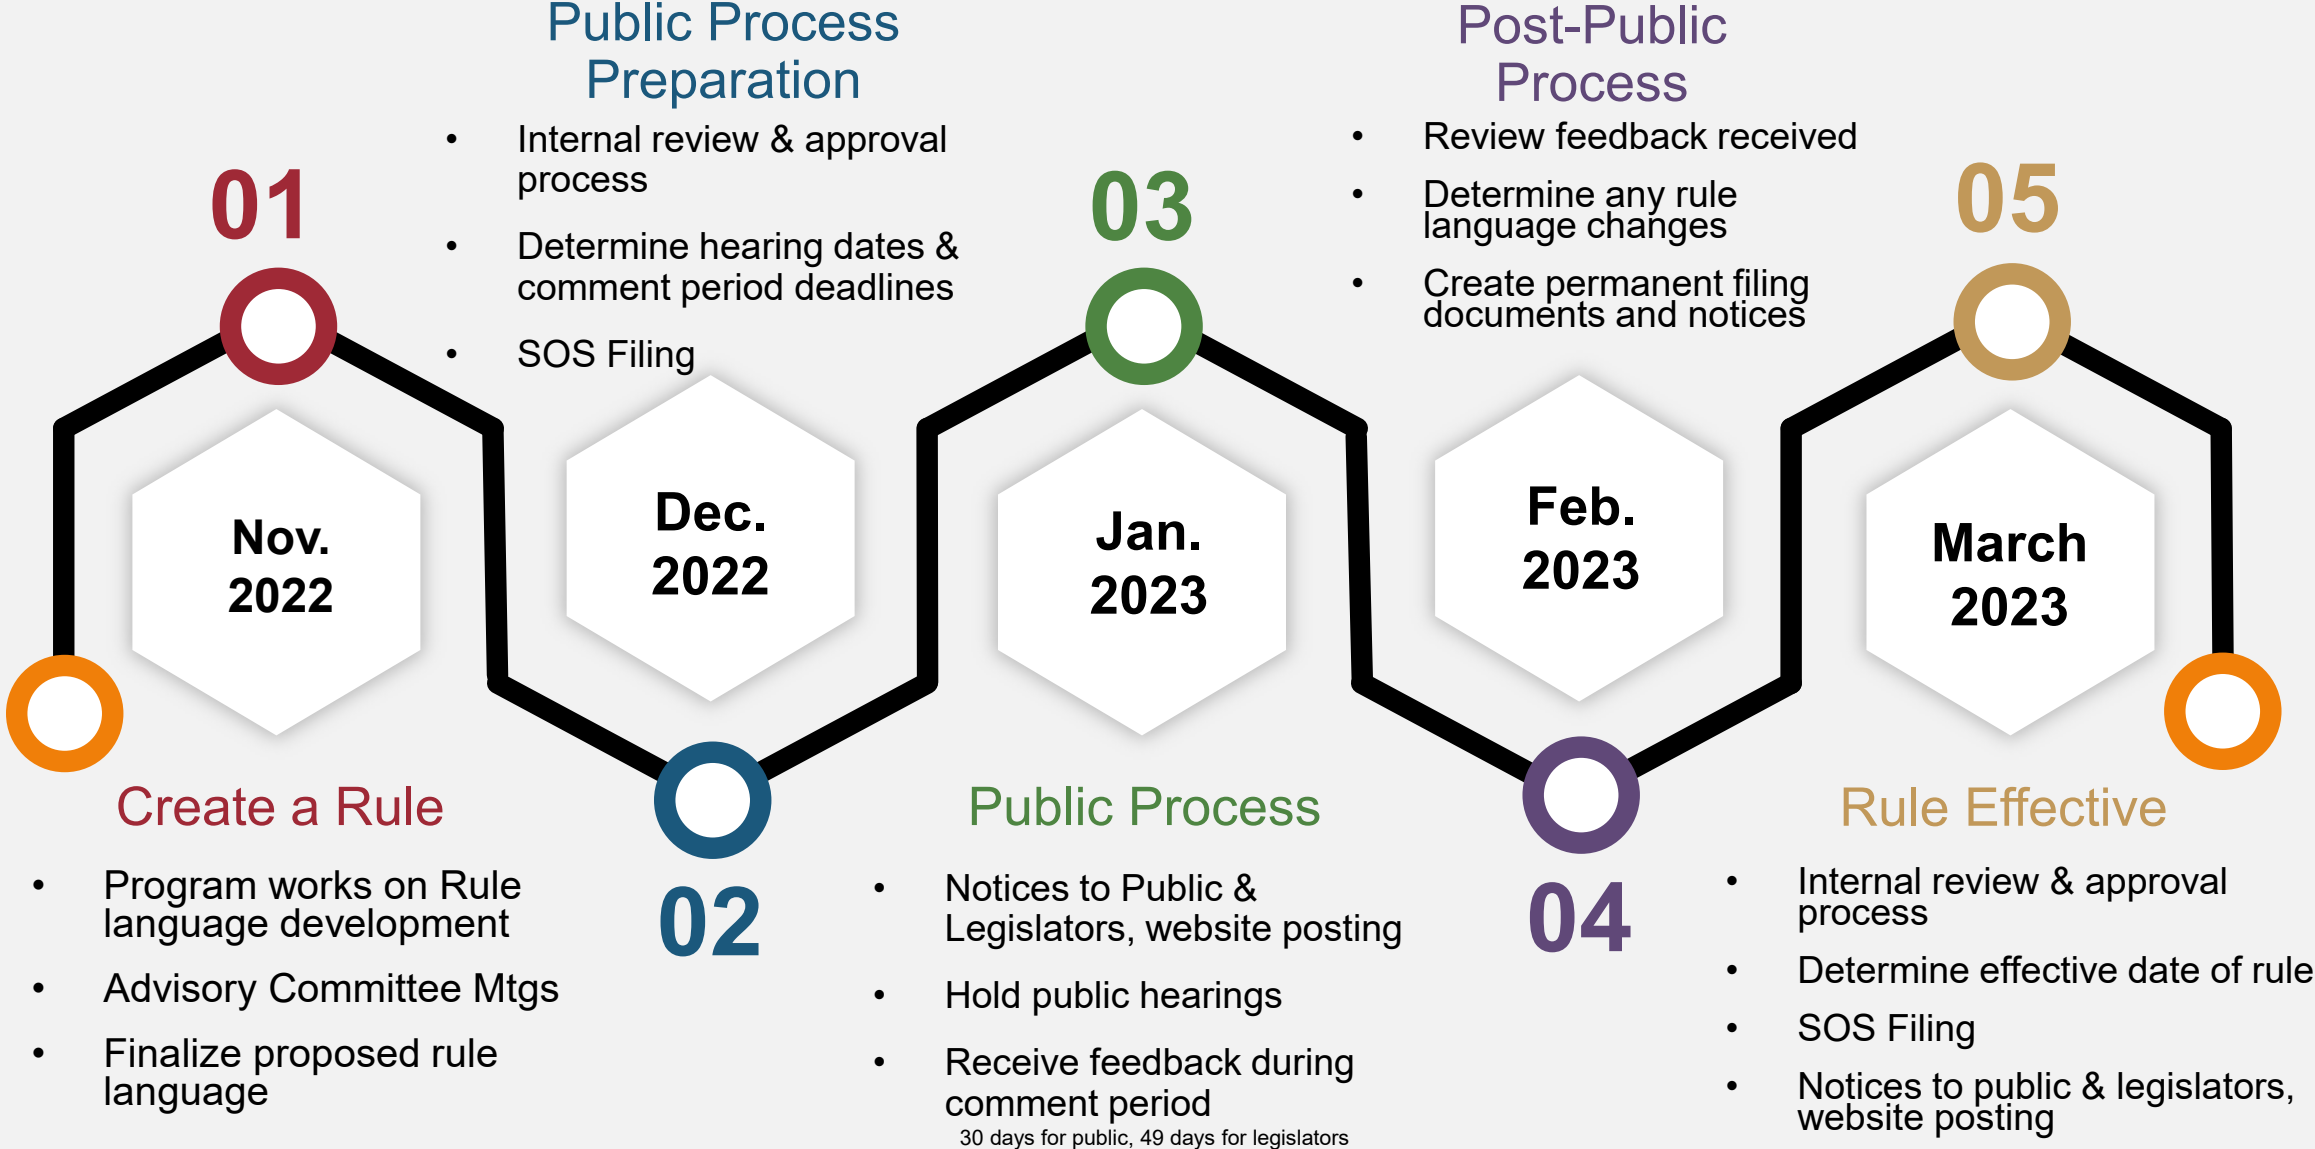 01
Nov.
2022
Create a Rule
• Program works on Rule
language development
• Advisory Committee Mtgs
• Finalize proposed rule
language
Public Process
Preparation
• Internal review & approval
process
• Determine hearing dates &
comment period deadlines
• SOS Filing
Dec.
2022
02
03
Jan.
2023
Public Process
• Notices to Public &
Legislators, website posting
• Hold public hearings
• Receive feedback during
comment period
30 days for public, 49 days for legislators
Post-Public
Process
• Review feedback received
• Determine any rule
language changes
• Create permanent filing
documents and notices
Feb.
2023
04
05
March
2023
Rule Effective
• Internal review & approval
process
• Determine effective date of rule
• SOS Filing
• Notices to public & legislators,
website posting